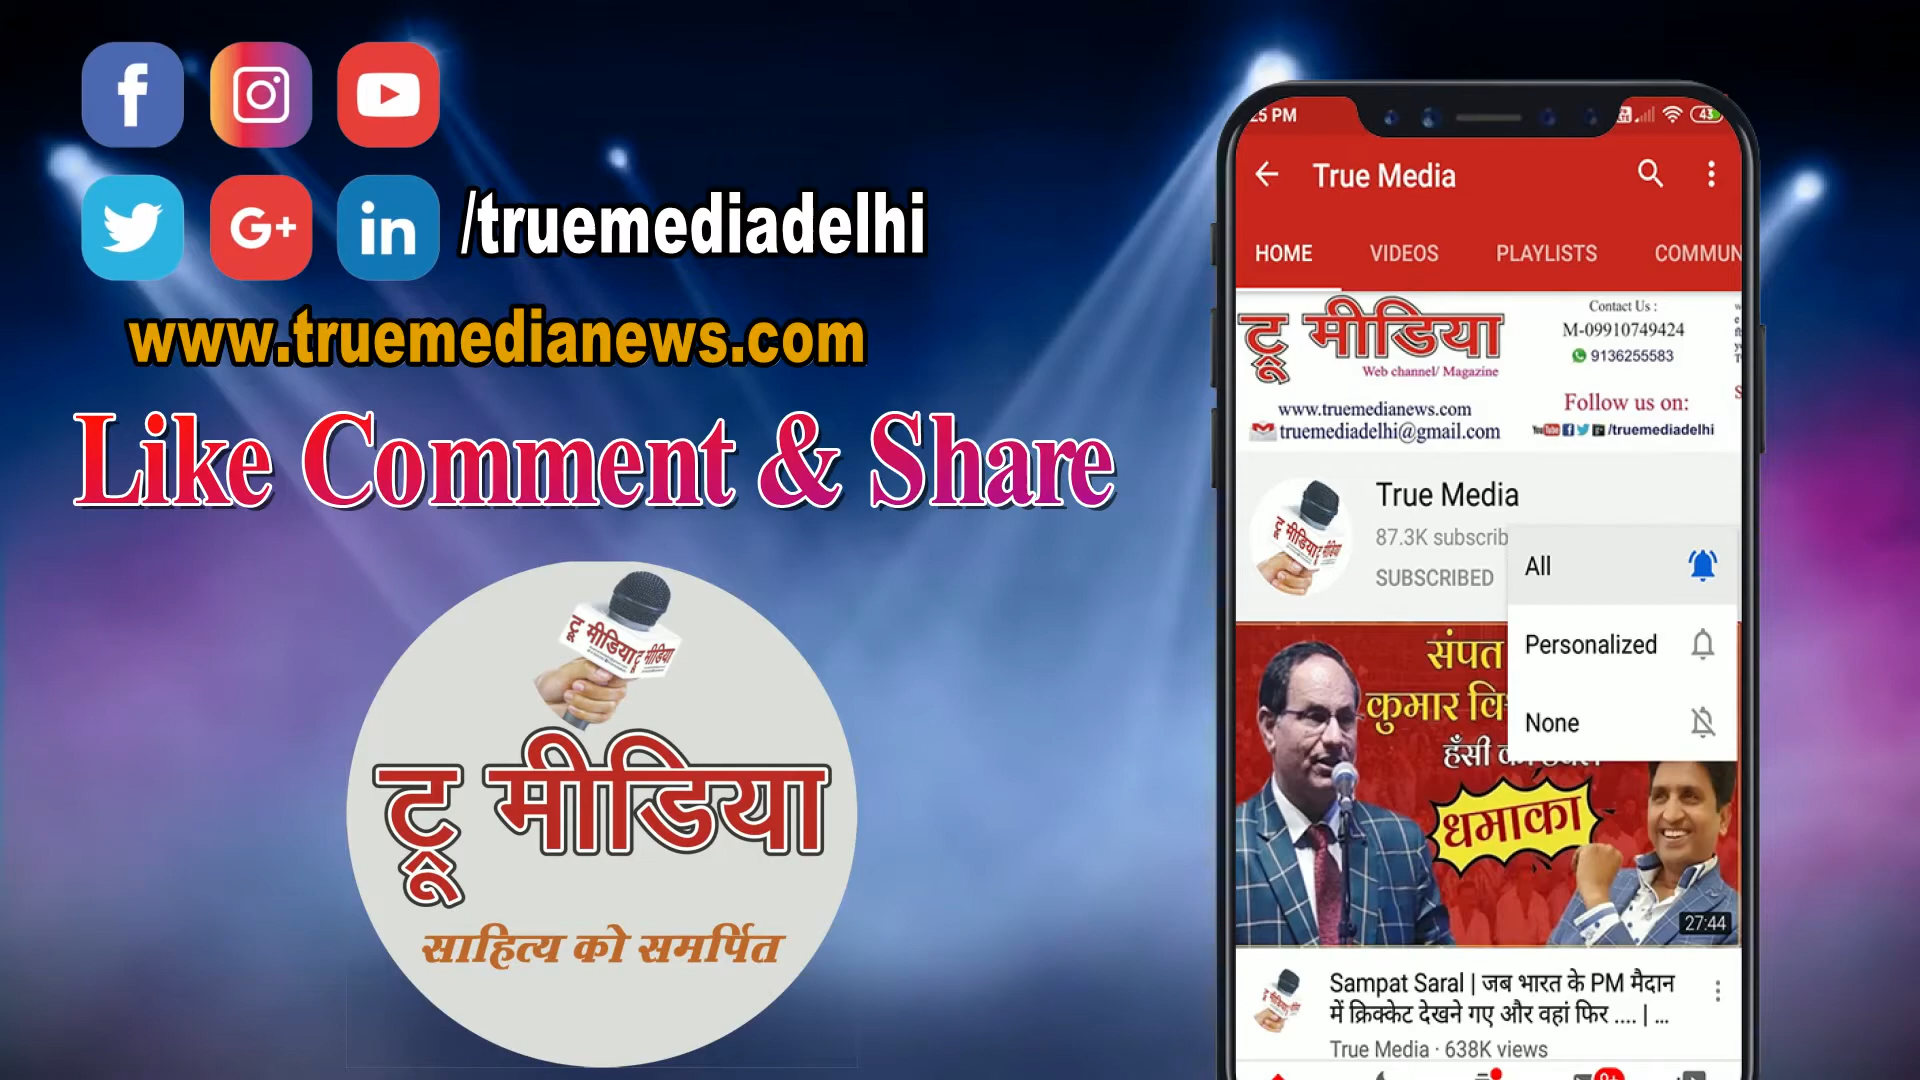 /truemediadelhi
www.truemedianews.com
Like Comment & Share
टू मीडिया टू मीडिया
टू मीडिया
साहित्य को समर्पित
25 PM
43
True Media
HOME VIDEOS PLAYLISTS COMMUN
टू मीडिया
Web channel/ Magazine
www.truemedianews.com
truemediadelhi@gmail.com
Contact Us :
M-09910749424
9136255583
Follow us on:
YouTube /truemediadelhi
टू मीडिया
True Media
87.3K subscrib
SUBSCRIBED
All
Personalized
None
संपत
कुमार वि
हँसी
धमाका
27:44
Sampat Saral | जब भारत के PM मैदान
में क्रिक्केट देखने गए और वहां फिर .... | ...
True Media · 638K views